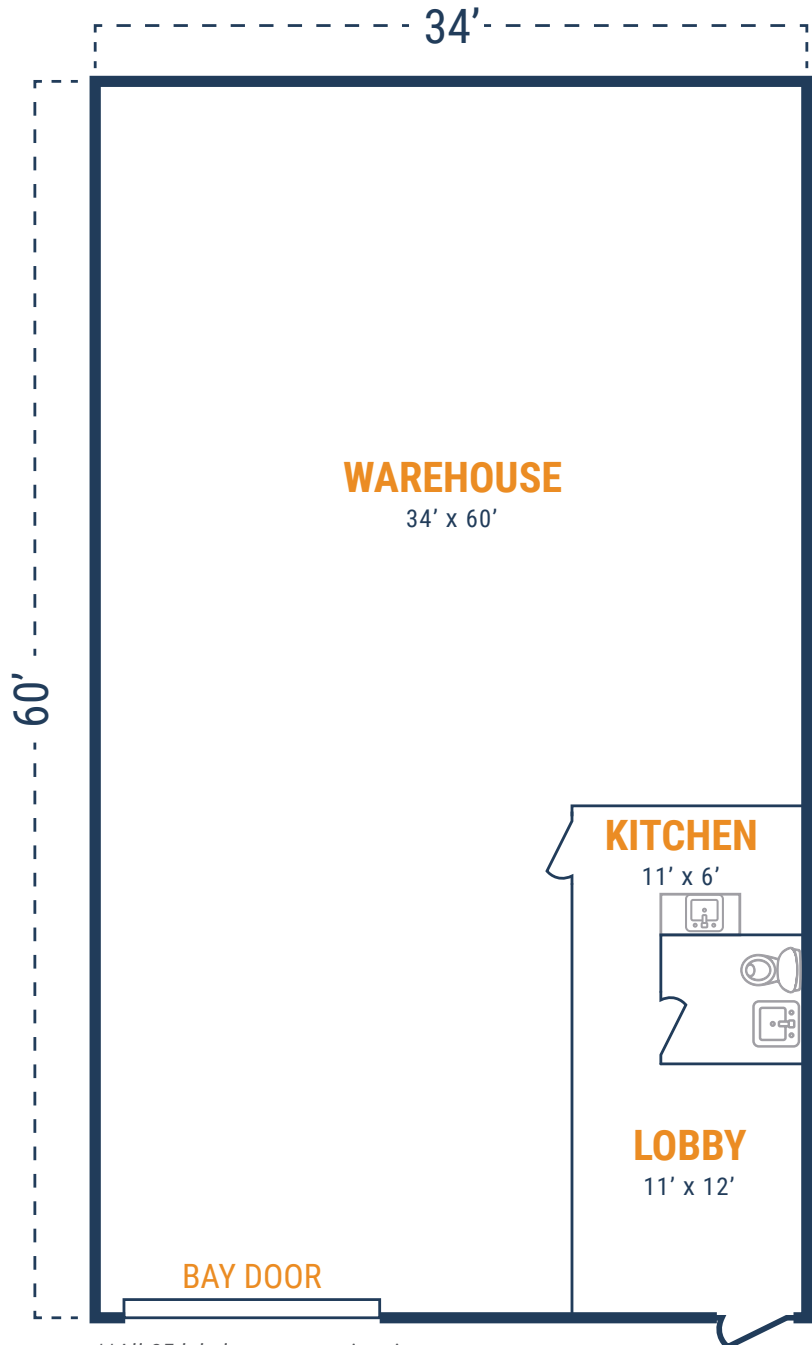 34’
WAREHOUSE
34’ x 60’
60’
KITCHEN
11’ x 6’
LOBBY
11’ x 12’
BAY DOOR